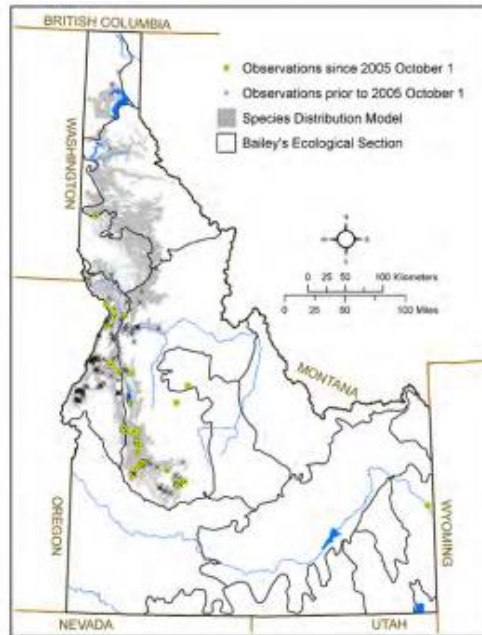 BRITISH COLUMBIA
Observations since 2005 October 1
Observations prior to 2005 October 1
Species Distribution Model
Bailey's Ecological Section
WASHINGTON
0 25 50 100 Kilometers
0 25 50 100 Miles
MONTANA
OREGON
WYOMING
NEVADA
UTAH